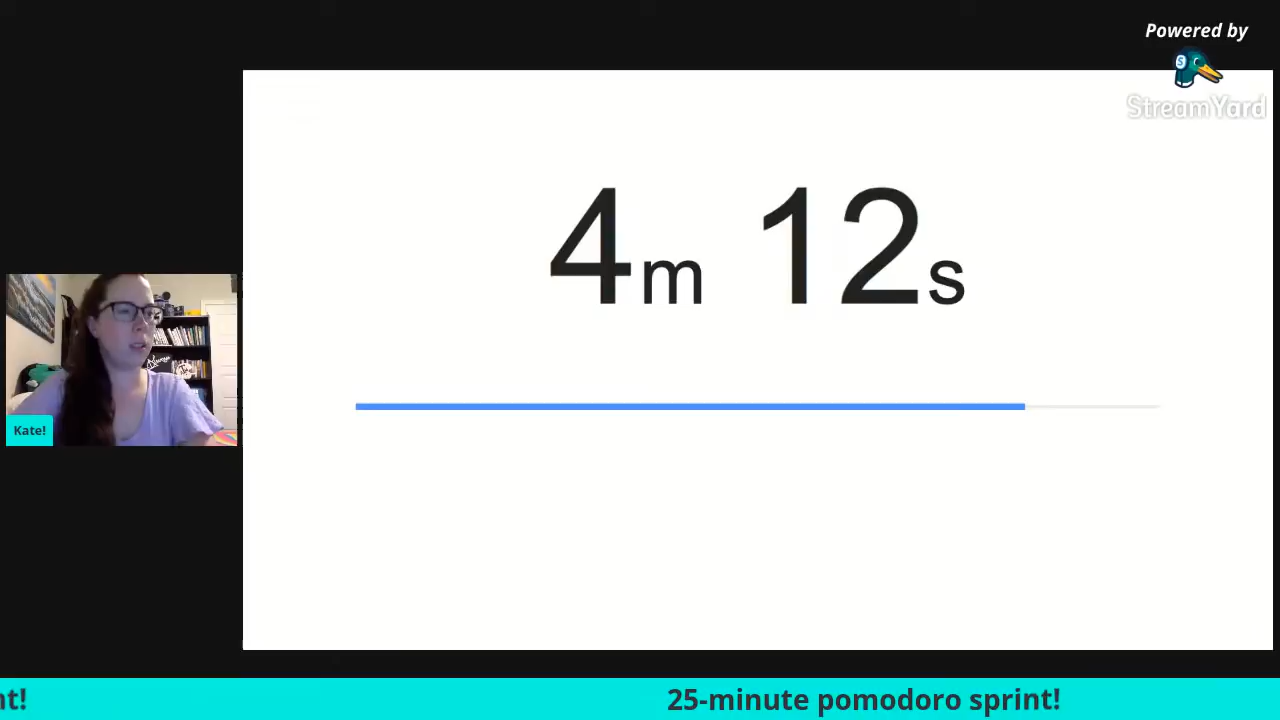 Powered by
StreamYard
4m 12s
Kate!
nt!
25-minute pomodoro sprint!